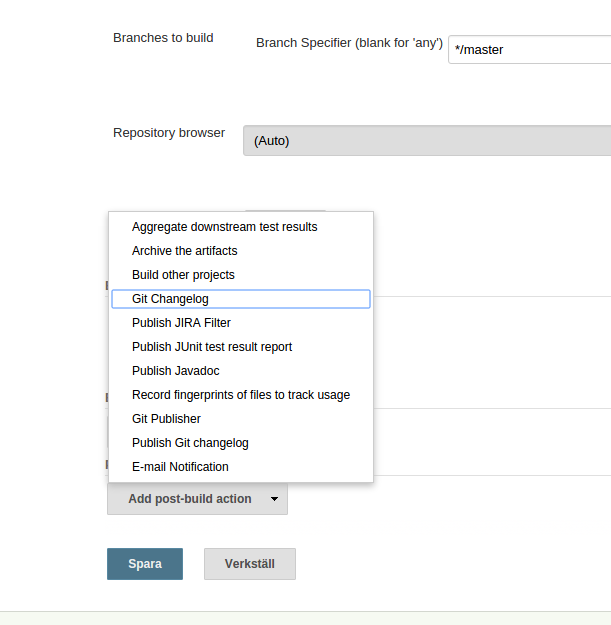 Branches to build
Branch Specifier (blank for 'any')
*/master
Repository browser
(Auto)
Aggregate downstream test results
Archive the artifacts
Build other projects
Git Changelog
Publish JIRA Filter
Publish JUnit test result report
Publish Javadoc
Record fingerprints of files to track usage
Git Publisher
Publish Git changelog
E-mail Notification
Add post-build action
Spara
Verkställ